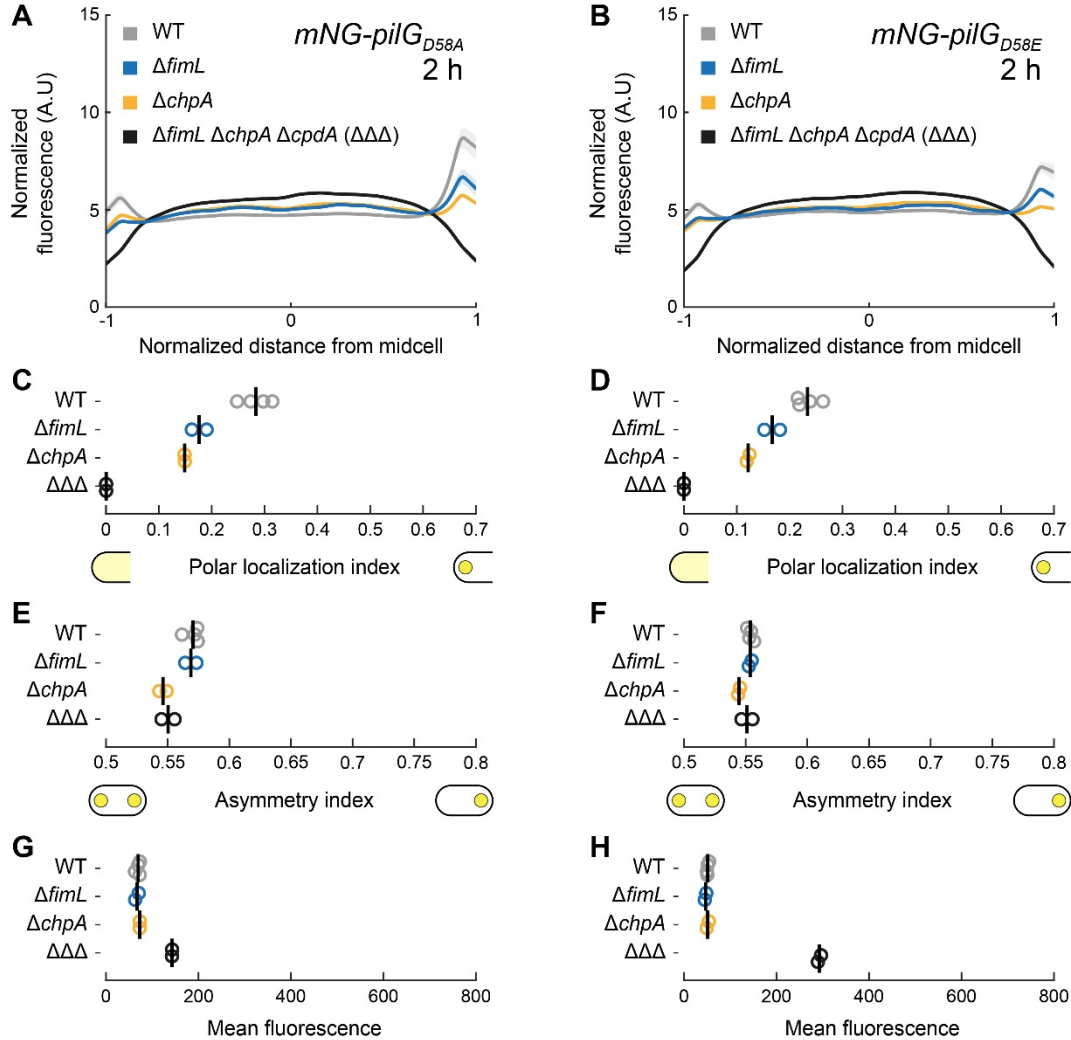 A
15
Normalized
fluorescence (A.U)
10
5
0
WT
ΔfimL
ΔchpA
ΔfimL ΔchpA ΔcpdA (ΔΔΔ)
mNG-pilG D58A
2 h
-1
0
1
Normalized distance from midcell
B
15
Normalized
fluorescence (A.U)
10
5
0
WT
ΔfimL
ΔchpA
ΔfimL ΔchpA ΔcpdA (ΔΔΔ)
mNG-pilG D58E
2 h
-1
0
1
Normalized distance from midcell
C
WT
ΔfimL
ΔchpA
ΔΔΔ
0 0.1 0.2 0.3 0.4 0.5 0.6 0.7
Polar localization index
D
WT
ΔfimL
ΔchpA
ΔΔΔ
0 0.1 0.2 0.3 0.4 0.5 0.6 0.7
Polar localization index
E
WT
ΔfimL
ΔchpA
ΔΔΔ
0.5 0.55 0.6 0.65 0.7 0.75 0.8
Asymmetry index
F
WT
ΔfimL
ΔchpA
ΔΔΔ
0.5 0.55 0.6 0.65 0.7 0.75 0.8
Asymmetry index
G
WT
ΔfimL
ΔchpA
ΔΔΔ
0 200 400 600 800
Mean fluorescence
H
WT
ΔfimL
ΔchpA
ΔΔΔ
0 200 400 600 800
Mean fluorescence